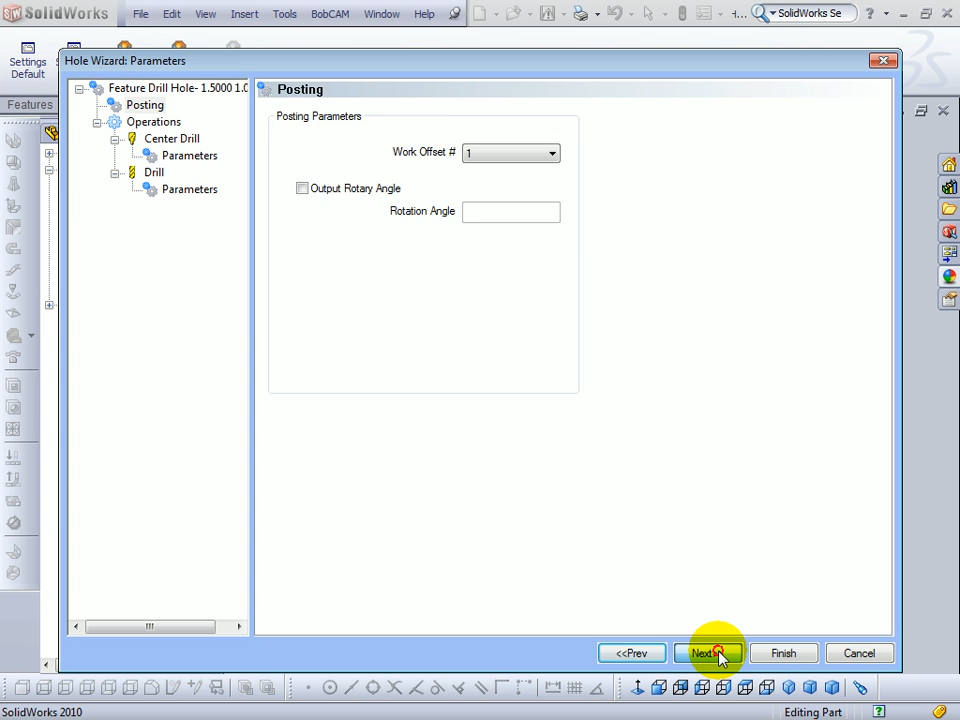 SW SolidWorks
File Edit View Insert Tools BobCAM Window Help
SolidWorks Se
Settings
Default
Features
Hole Wizard: Parameters
Feature Drill Hole- 1.5000 1.0
Posting
Operations
Center Drill
Parameters
Drill
Parameters
Posting
Posting Parameters
Work Offset # 1
Output Rotary Angle
Rotation Angle
<<Prev
Next
Finish
Cancel
SolidWorks 2010
Editing Part